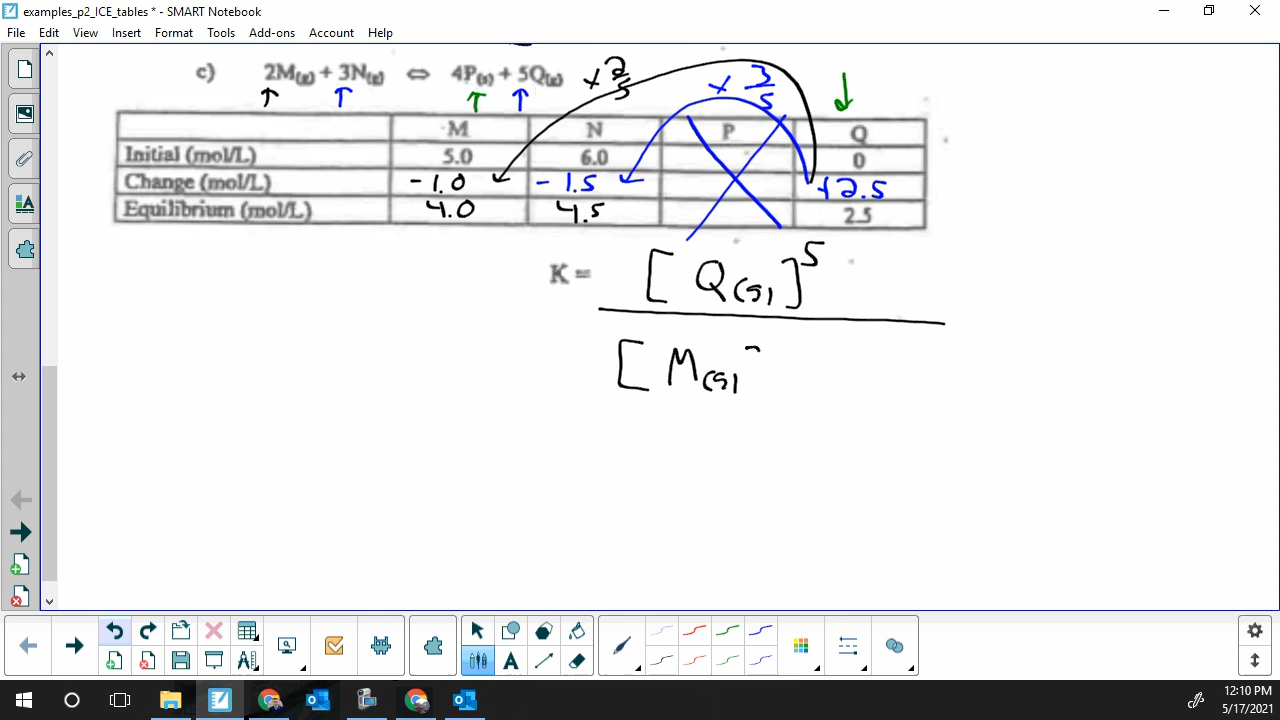 examples_p2_ICE_tables * - SMART Notebook
File Edit View Insert Format Tools Add-ons Account Help
c) 2M(g) + 3N(g) ⇔ 4P(s) + 5Q(g)
x 2/5 x 3/5
M N P Q
Initial (mol/L) 5.0 6.0 0
Change (mol/L) - 1.0 - 1.5 +2.5
Equilibrium (mol/L) 4.0 4.5 2.5
K = [ Q(g) ]5
[ M(g)
A
12:10 PM
5/17/2021